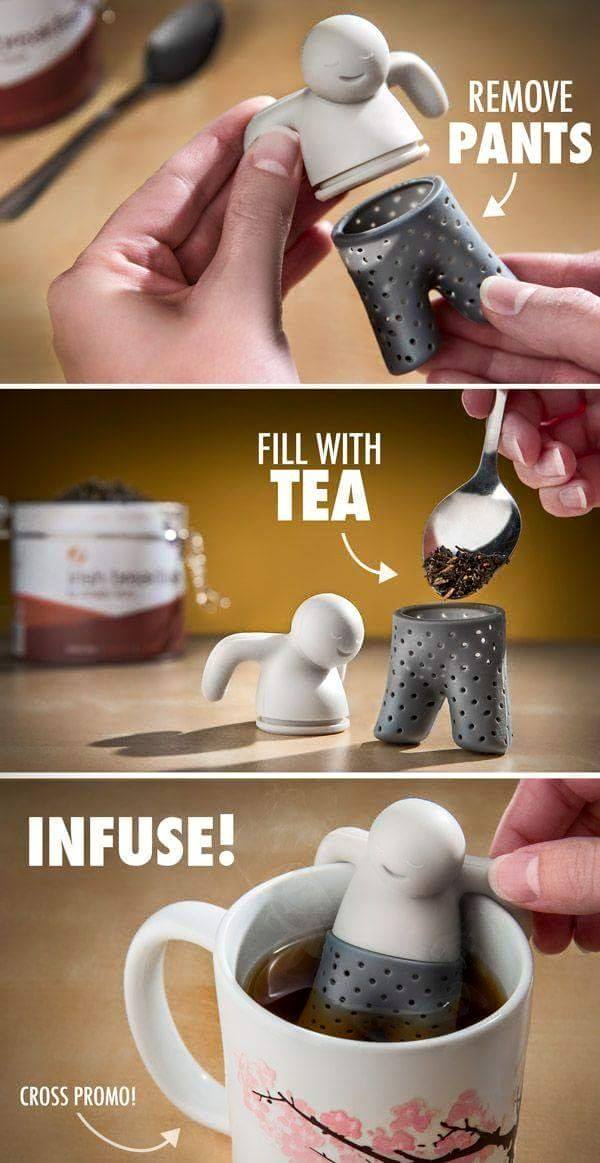 REMOVE
PANTS
FILL WITH
TEA
INFUSE!
CROSS PROMO!